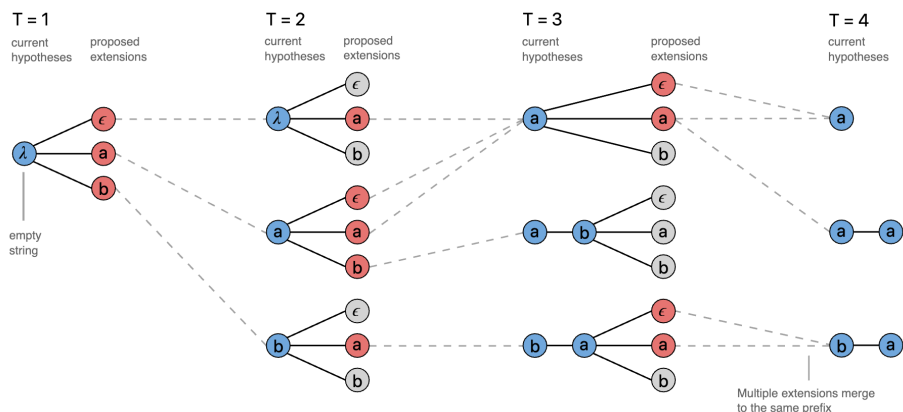 T = 1
T = 2
T = 3
T = 4
current
hypotheses
proposed
extensions
current
hypotheses
proposed
extensions
current
hypotheses
proposed
extensions
current
hypotheses
λ
ϵ
a
b
empty
string
λ
ϵ
a
b
a
ϵ
a
b
b
ϵ
a
b
a
ϵ
a
b
a b
ϵ
a
b
b a
ϵ
a
b
a
a a
b a
Multiple extensions merge
to the same prefix